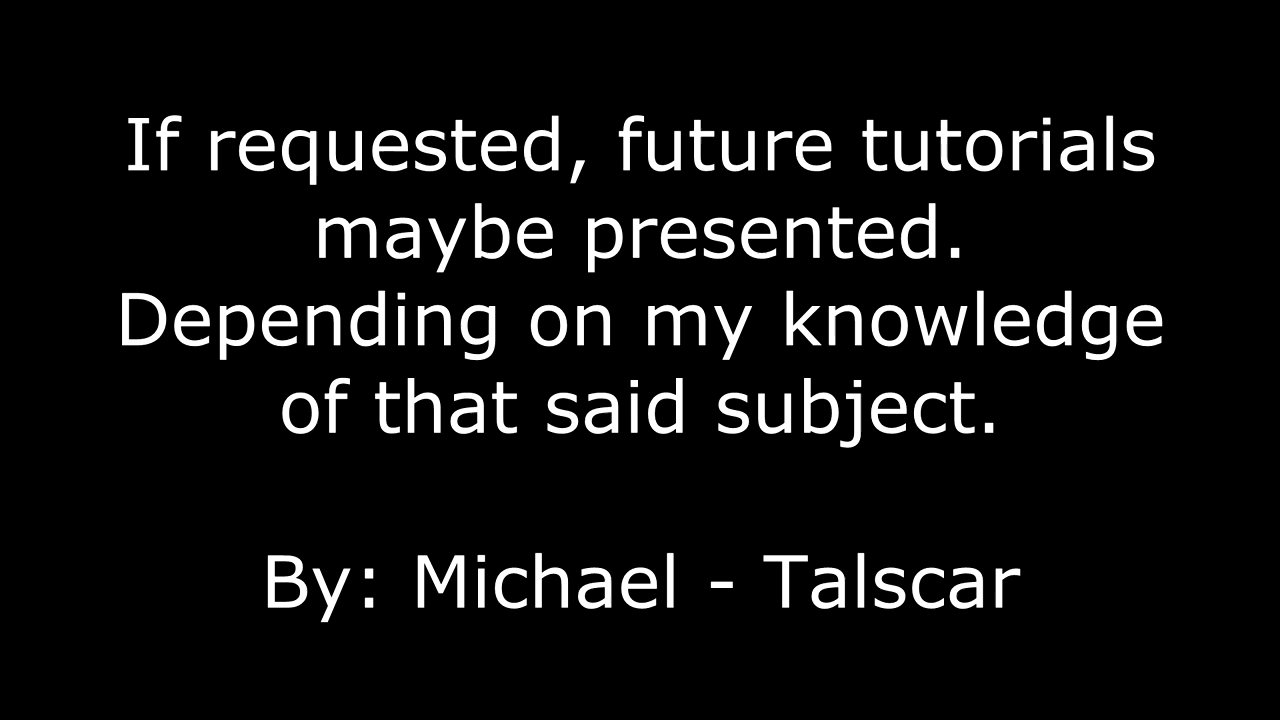 If requested, future tutorials
maybe presented.
Depending on my knowledge
of that said subject.
By: Michael - Talscar